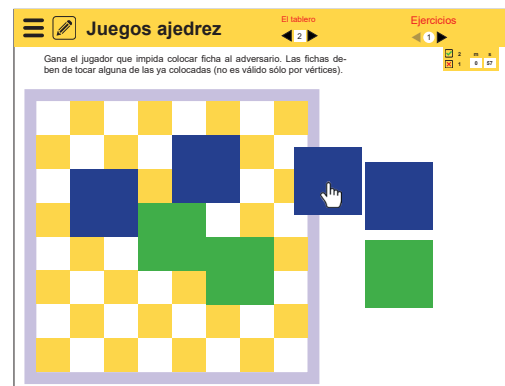 Juegos ajedrez
El tablero
2
Ejercicios
1
2 m s
1 0 57
Gana el jugador que impida colocar ficha al adversario. Las fichas de-
ben de tocar alguna de las ya colocadas (no es válido sólo por vértices).